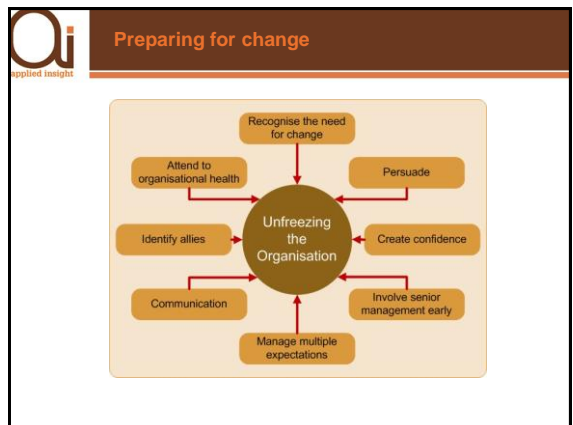 Preparing for change
applied insight
Recognise the need
for change
Attend to
organisational health
Persuade
Unfreezing
the
Organisation
Identify allies
Create confidence
Communication
Involve senior
management early
Manage multiple
expectations